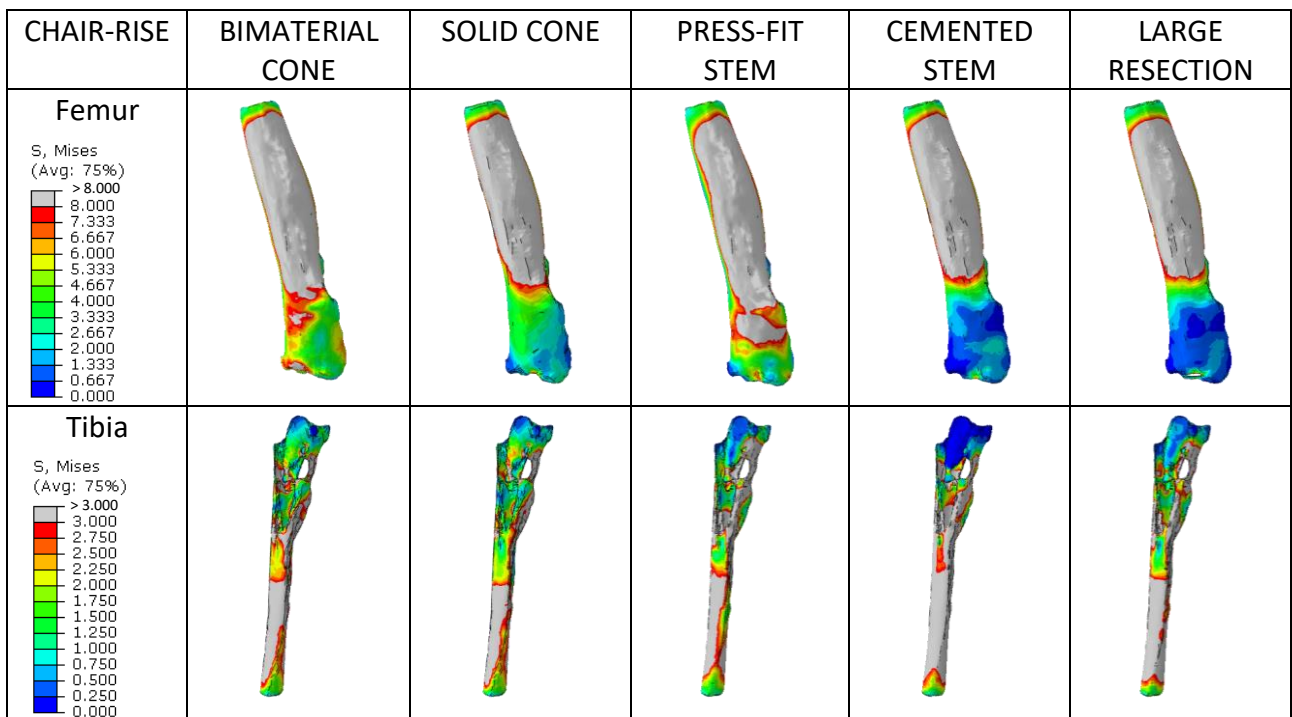 CHAIR-RISE
BIMATERIAL
CONE
SOLID CONE
PRESS-FIT
STEM
CEMENTED
STEM
LARGE
RESECTION
Femur
S, Mises
(Avg: 75%)
> 8.000
8.000
7.333
6.667
6.000
5.333
4.667
4.000
3.333
2.667
2.000
1.333
0.667
0.000
Tibia
S, Mises
(Avg: 75%)
> 3.000
3.000
2.750
2.500
2.250
2.000
1.750
1.500
1.250
1.000
0.750
0.500
0.250
0.000